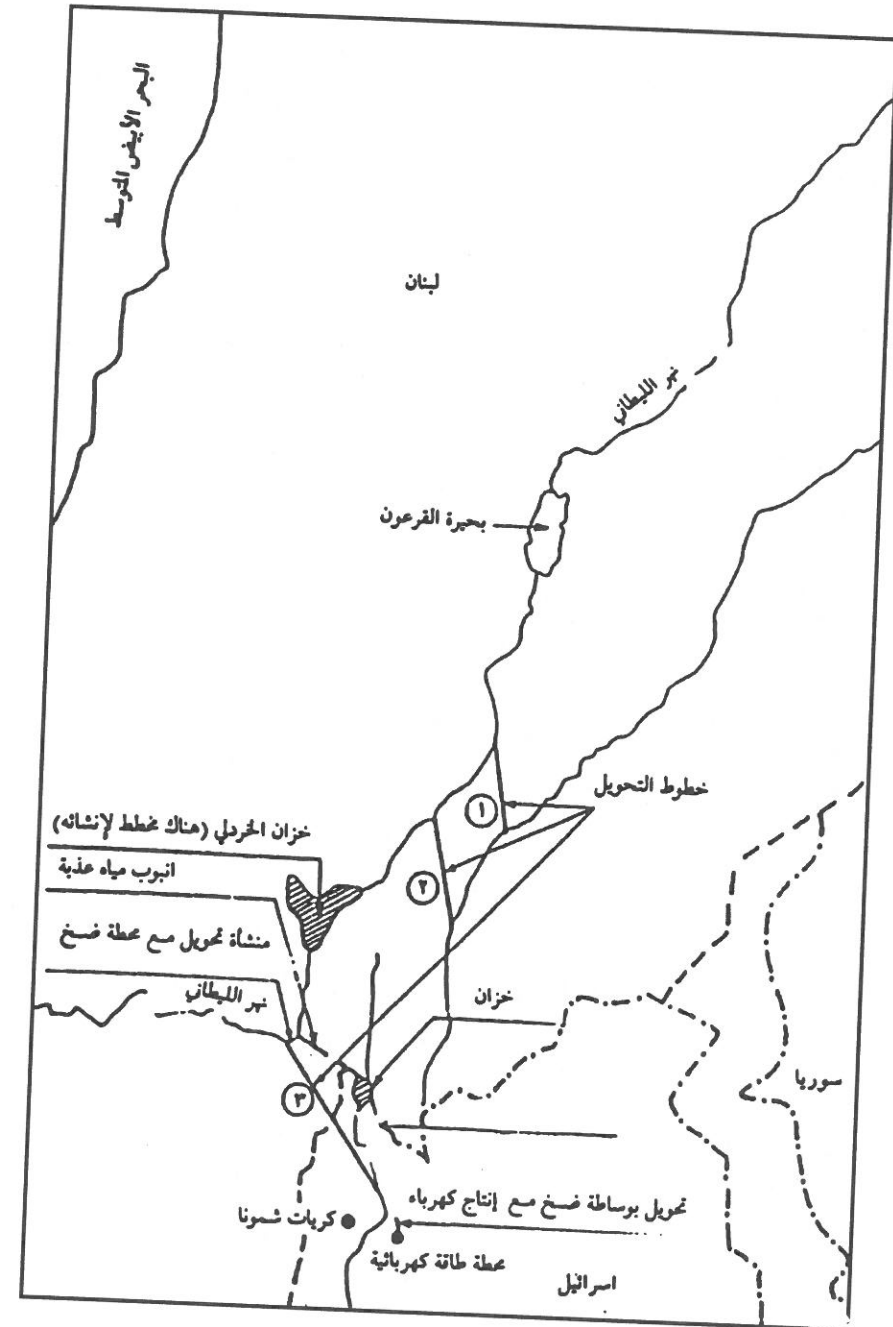 البحر الأبيض المتوسط
لبنان
نهر الليطاني
بحيرة القرعون
خطوط التحويل
١
خزان الخردلي (هناك مخطط لإنشائه)
انبوب مياه عذبة
٢
منشأة تحويل مع محطة ضخ
نهر الليطاني
خزان
سوريا
٣
تحويل بوساطة ضخ مع إنتاج كهرباء
كريات شمونا
محطة طاقة كهربائية
اسرائيل